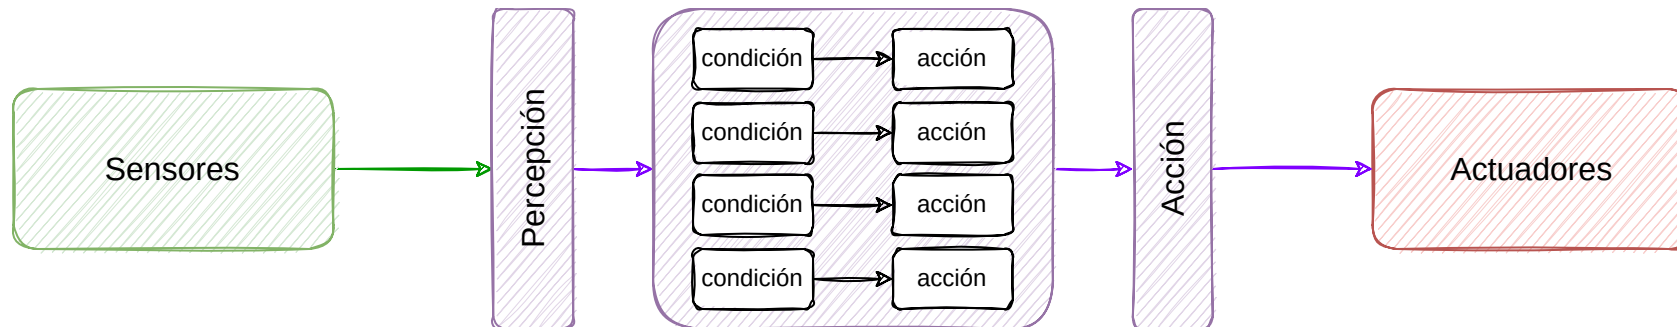 Sensores
Percepción
condición
acción
condición
acción
condición
acción
condición
acción
Acción
Actuadores